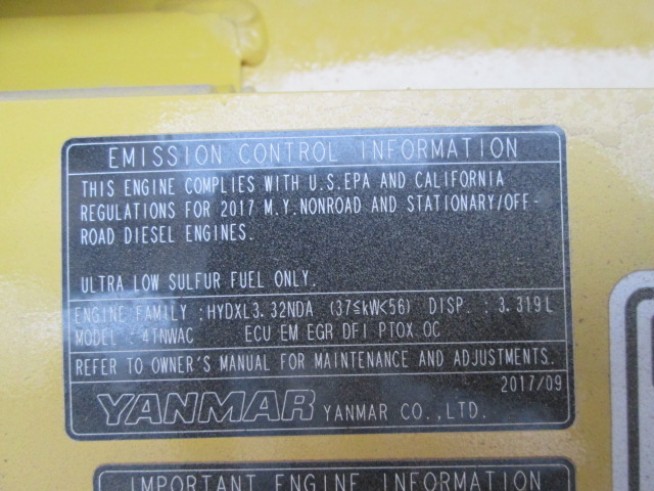 EMISSION CONTROL INFORMATION
THIS ENGINE COMPLIES WITH U.S.EPA AND CALIFORNIA
REGULATIONS FOR 2017 M.Y.NONROAD AND STATIONARY/OFF-
ROAD DIESEL ENGINES.
ULTRA LOW SULFUR FUEL ONLY.
ENGINE FAMILY : HYDXL3.32NDA (37≦kW<56) DISP. : 3.319L
MODEL : 4TNWAC ECU EM EGR DFI PTOX OC
REFER TO OWNER'S MANUAL FOR MAINTENANCE AND ADJUSTMENTS.
2017/09
YANMAR YANMAR CO.,LTD.
IMPORTANT ENGINE INFORMATION